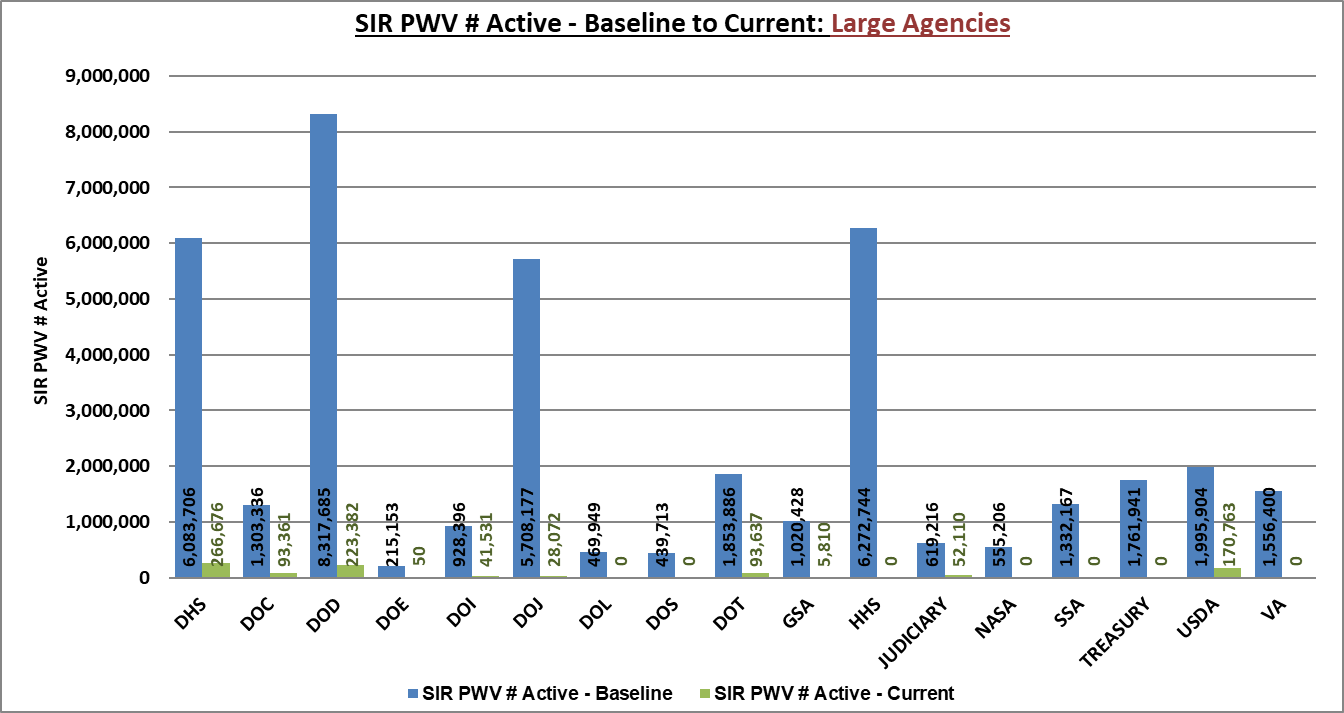 SIR PWV # Active - Baseline to Current: Large Agencies
SIR PWV # Active
9,000,000
8,000,000
7,000,000
6,000,000
5,000,000
4,000,000
3,000,000
2,000,000
1,000,000
0
6,083,706
266,676
1,303,336
93,361
8,317,685
223,382
215,153
50
928,396
41,531
5,708,177
28,072
469,949
0
439,713
0
1,853,886
93,637
1,020,428
5,810
6,272,744
0
619,216
52,110
555,206
0
1,332,167
0
1,761,941
0
1,995,904
170,763
1,556,400
0
DHS
DOC
DOD
DOE
DOI
DOJ
DOL
DOS
DOT
GSA
HHS
JUDICIARY
NASA
SSA
TREASURY
USDA
VA
SIR PWV # Active - Baseline
SIR PWV # Active - Current